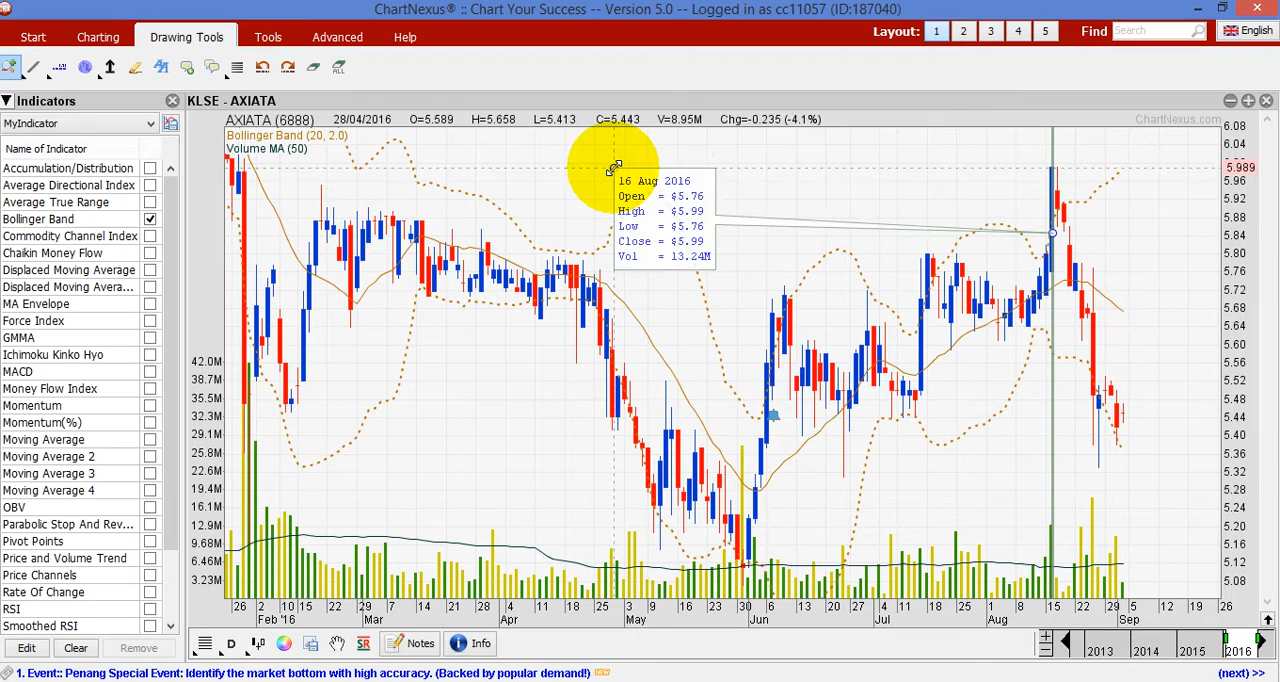 ChartNexus® :: Chart Your Success -- Version 5.0 -- Logged in as cc11057 (ID:187040)
Start Charting Drawing Tools Tools Advanced Help Layout: 1 2 3 4 5 Find Search English
ALL
Indicators
KLSE - AXIATA
MyIndicator
AXIATA (6888) 28/04/2016 O=5.589 H=5.658 L=5.413 C=5.443 V=8.95M Chg=-0.235 (-4.1%)
ChartNexus.com
Bollinger Band (20, 2.0)
Volume MA (50)
Name of Indicator
Accumulation/Distribution
Average Directional Index
Average True Range
Bollinger Band
Commodity Channel Index
Chaikin Money Flow
Displaced Moving Average
Displaced Moving Avera...
MA Envelope
Force Index
GMMA
Ichimoku Kinko Hyo
MACD
Money Flow Index
Momentum
Momentum(%)
Moving Average
Moving Average 2
Moving Average 3
Moving Average 4
OBV
Parabolic Stop And Rev...
Pivot Points
Price and Volume Trend
Price Channels
Rate Of Change
RSI
Smoothed RSI
Edit Clear Remove
16 Aug 2016
Open = $5.76
High = $5.99
Low = $5.76
Close = $5.99
Vol = 13.24M
42.0M
38.7M
35.5M
32.3M
29.1M
25.8M
22.6M
19.4M
16.1M
12.9M
9.68M
6.46M
3.23M
6.08
6.04
5.989
5.96
5.92
5.88
5.84
5.80
5.76
5.72
5.68
5.64
5.60
5.56
5.52
5.48
5.44
5.40
5.36
5.32
5.28
5.24
5.20
5.16
5.12
5.08
26 2 10 15 22 29 7 14 21 28 4 11 18 25 3 9 16 23 30 6 13 20 27 4 11 18 25 1 8 15 22 29 5 12 19 26
Feb '16 Mar Apr May Jun Jul Aug Sep
D SR Notes Info
2013 2014 2015 2016
1. Event:: Penang Special Event: Identify the market bottom with high accuracy. (Backed by popular demand!)
(next) >>